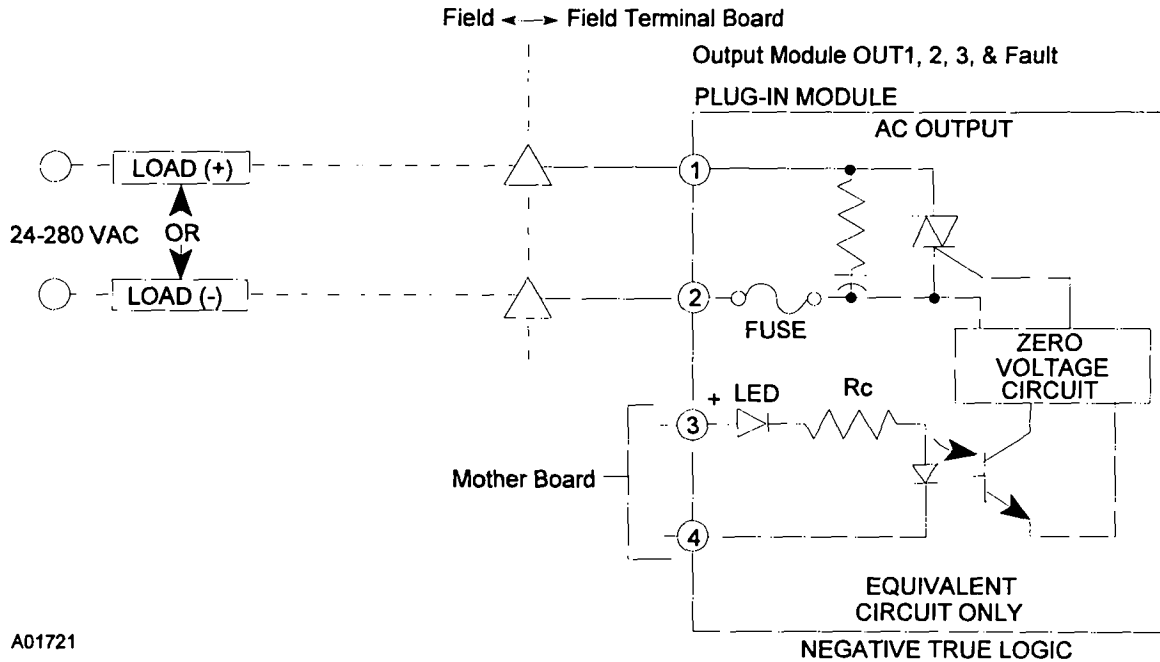 Field ←→ Field Terminal Board
Output Module OUT1, 2, 3, & Fault
PLUG-IN MODULE
AC OUTPUT
1
LOAD (+)
24-280 VAC OR
2
LOAD (-)
FUSE
ZERO
VOLTAGE
CIRCUIT
+ LED Rc
3
Mother Board
4
EQUIVALENT
CIRCUIT ONLY
A01721
NEGATIVE TRUE LOGIC